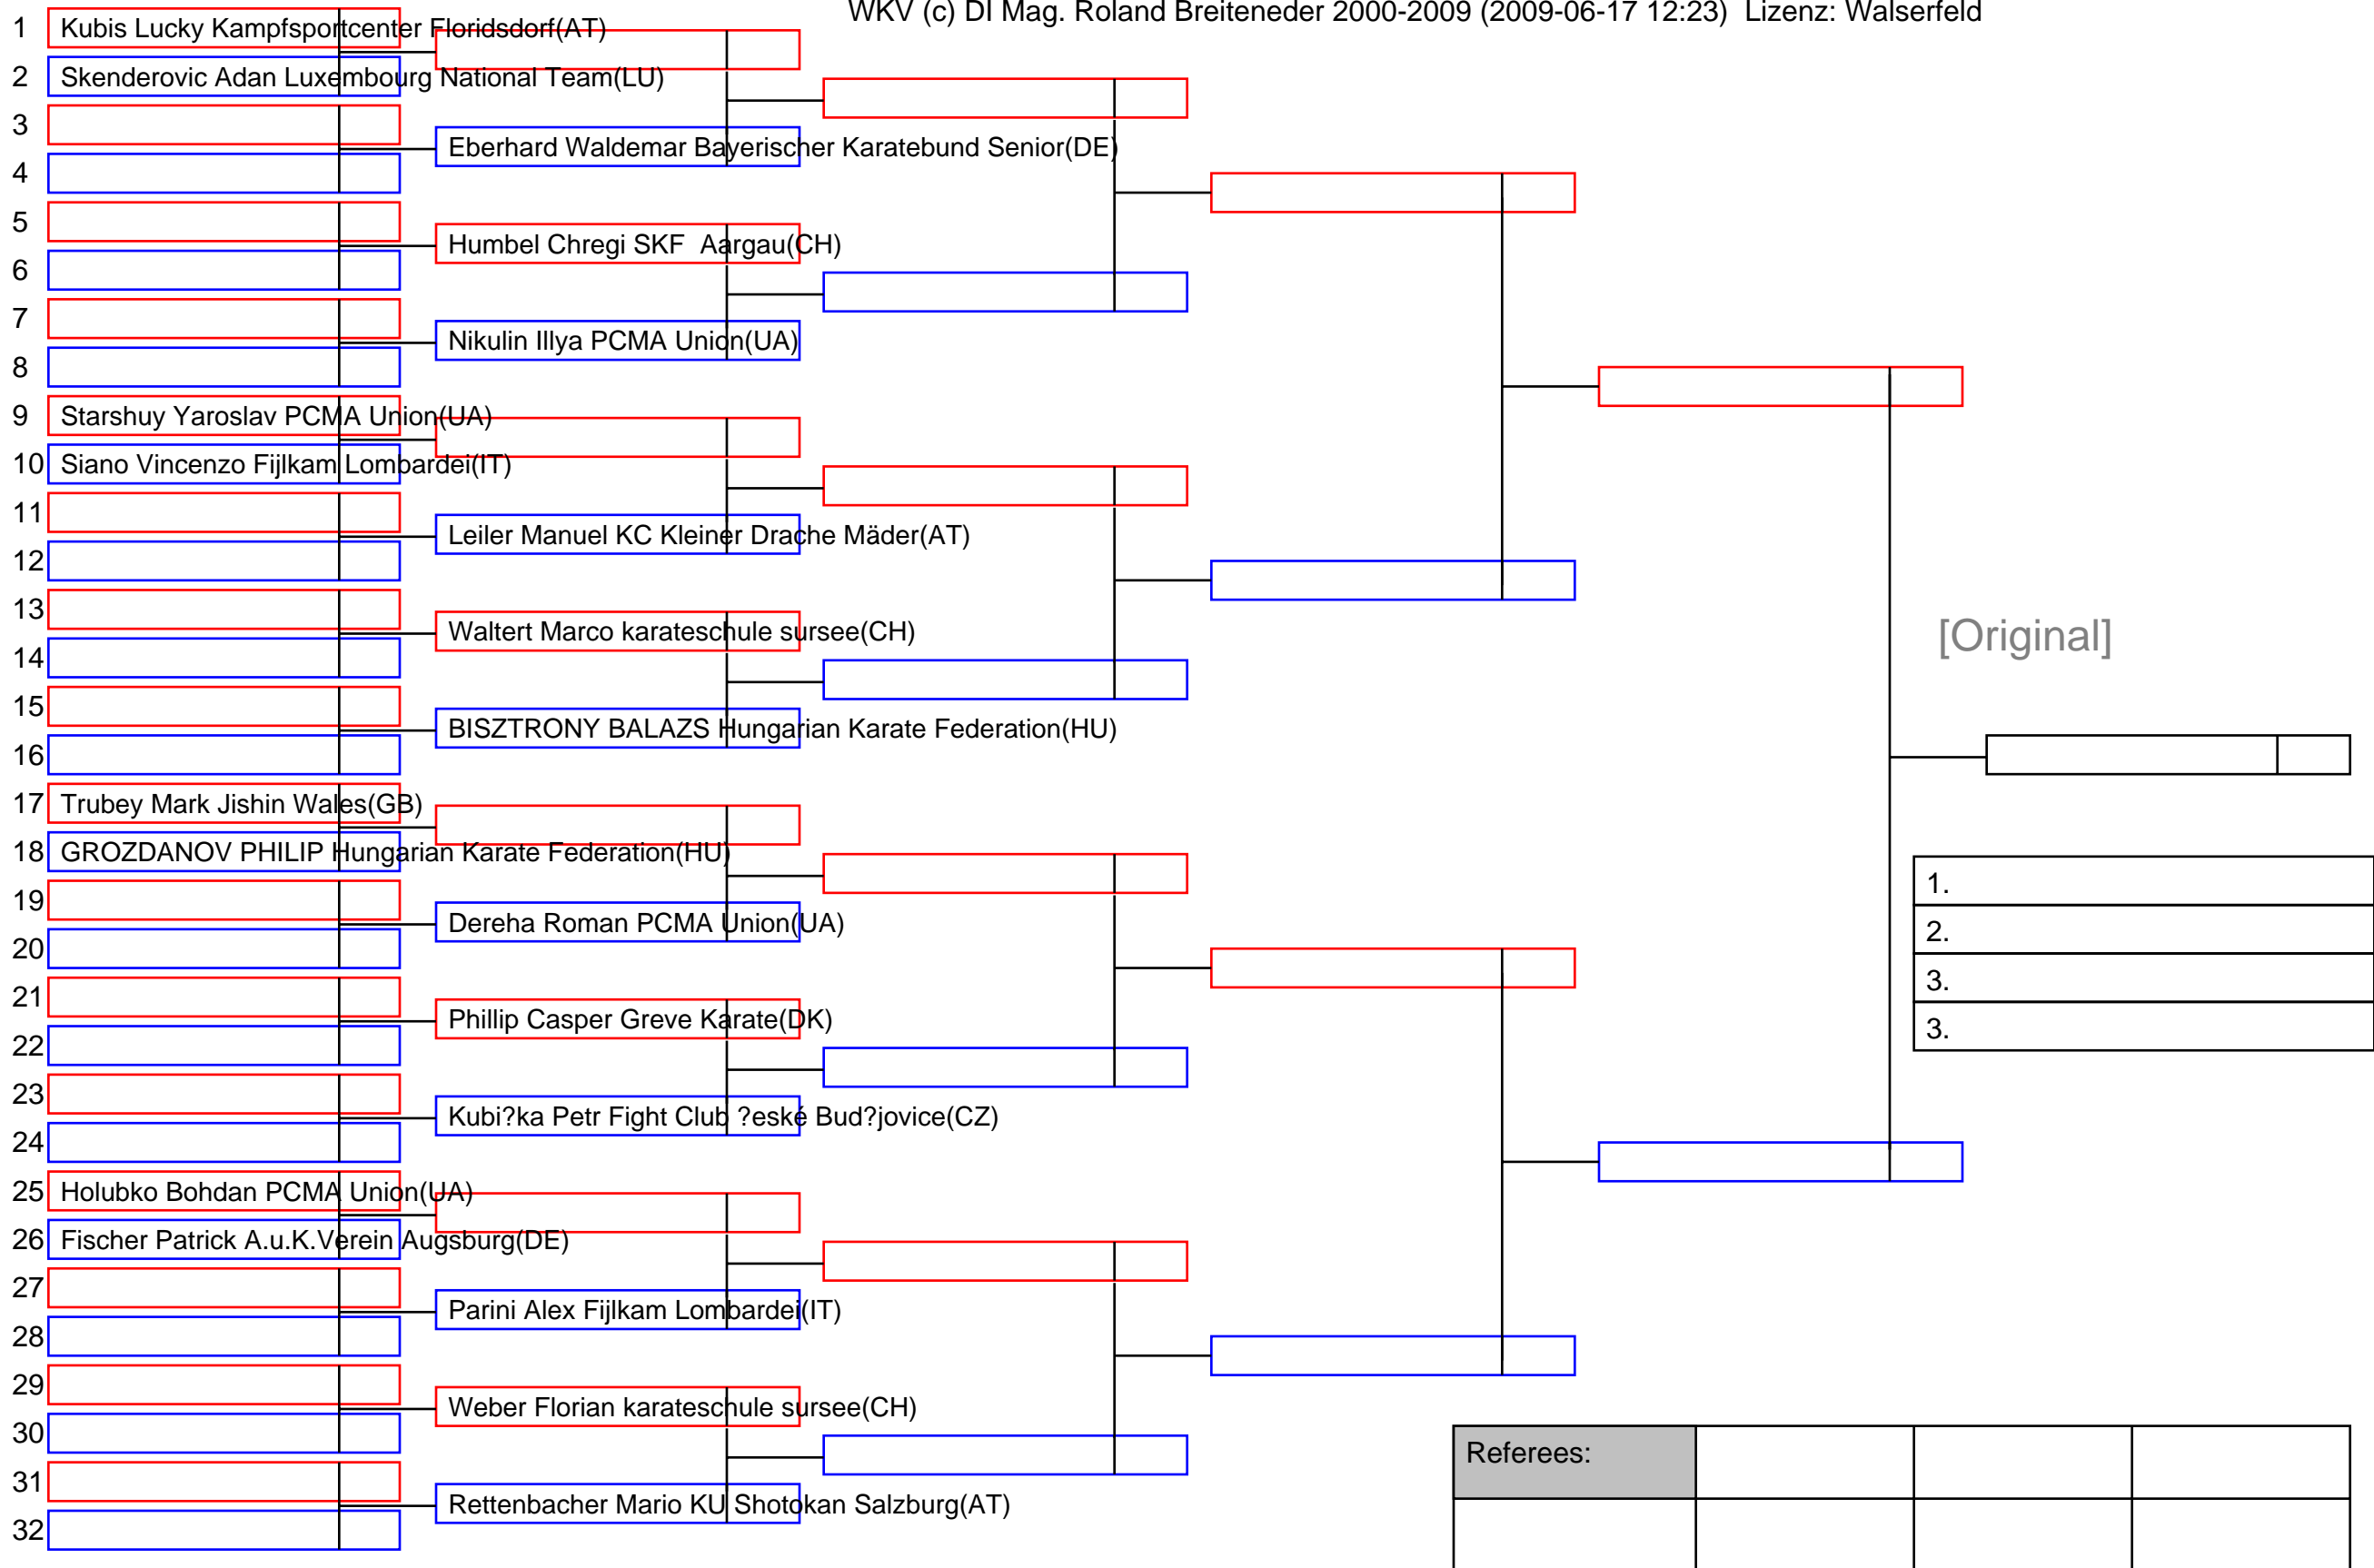 WKV (c) DI Mag. Roland Breiteneder 2000-2009 (2009-06-17 12:23)  Lizenz: Walserfeld
1 Kubis Lucky Kampfsportcenter Floridsdorf(AT)
2 Skenderovic Adan Luxembourg National Team(LU)
3
Eberhard Waldemar Bayerischer Karatebund Senior(DE)
4
5
Humbel Chregi SKF  Aargau(CH)
6
7
Nikulin Illya PCMA Union(UA)
8
9 Starshuy Yaroslav PCMA Union(UA)
10 Siano Vincenzo Fijlkam Lombardei(IT)
11
Leiler Manuel KC Kleiner Drache Mäder(AT)
12
13
Waltert Marco karateschule sursee(CH)
14
[Original]
15
BISZTRONY BALAZS Hungarian Karate Federation(HU)
16
17 Trubey Mark Jishin Wales(GB)
18 GROZDANOV PHILIP Hungarian Karate Federation(HU)
19
Dereha Roman PCMA Union(UA)
20
21
Phillip Casper Greve Karate(DK)
22
23
Kubi?ka Petr Fight Club ?eské Bud?jovice(CZ)
24
25 Holubko Bohdan PCMA Union(UA)
26 Fischer Patrick A.u.K.Verein Augsburg(DE)
27
Parini Alex Fijlkam Lombardei(IT)
28
29
Weber Florian karateschule sursee(CH)
30
31
Rettenbacher Mario KU Shotokan Salzburg(AT)
32
1.
2.
3.
3.
Referees: